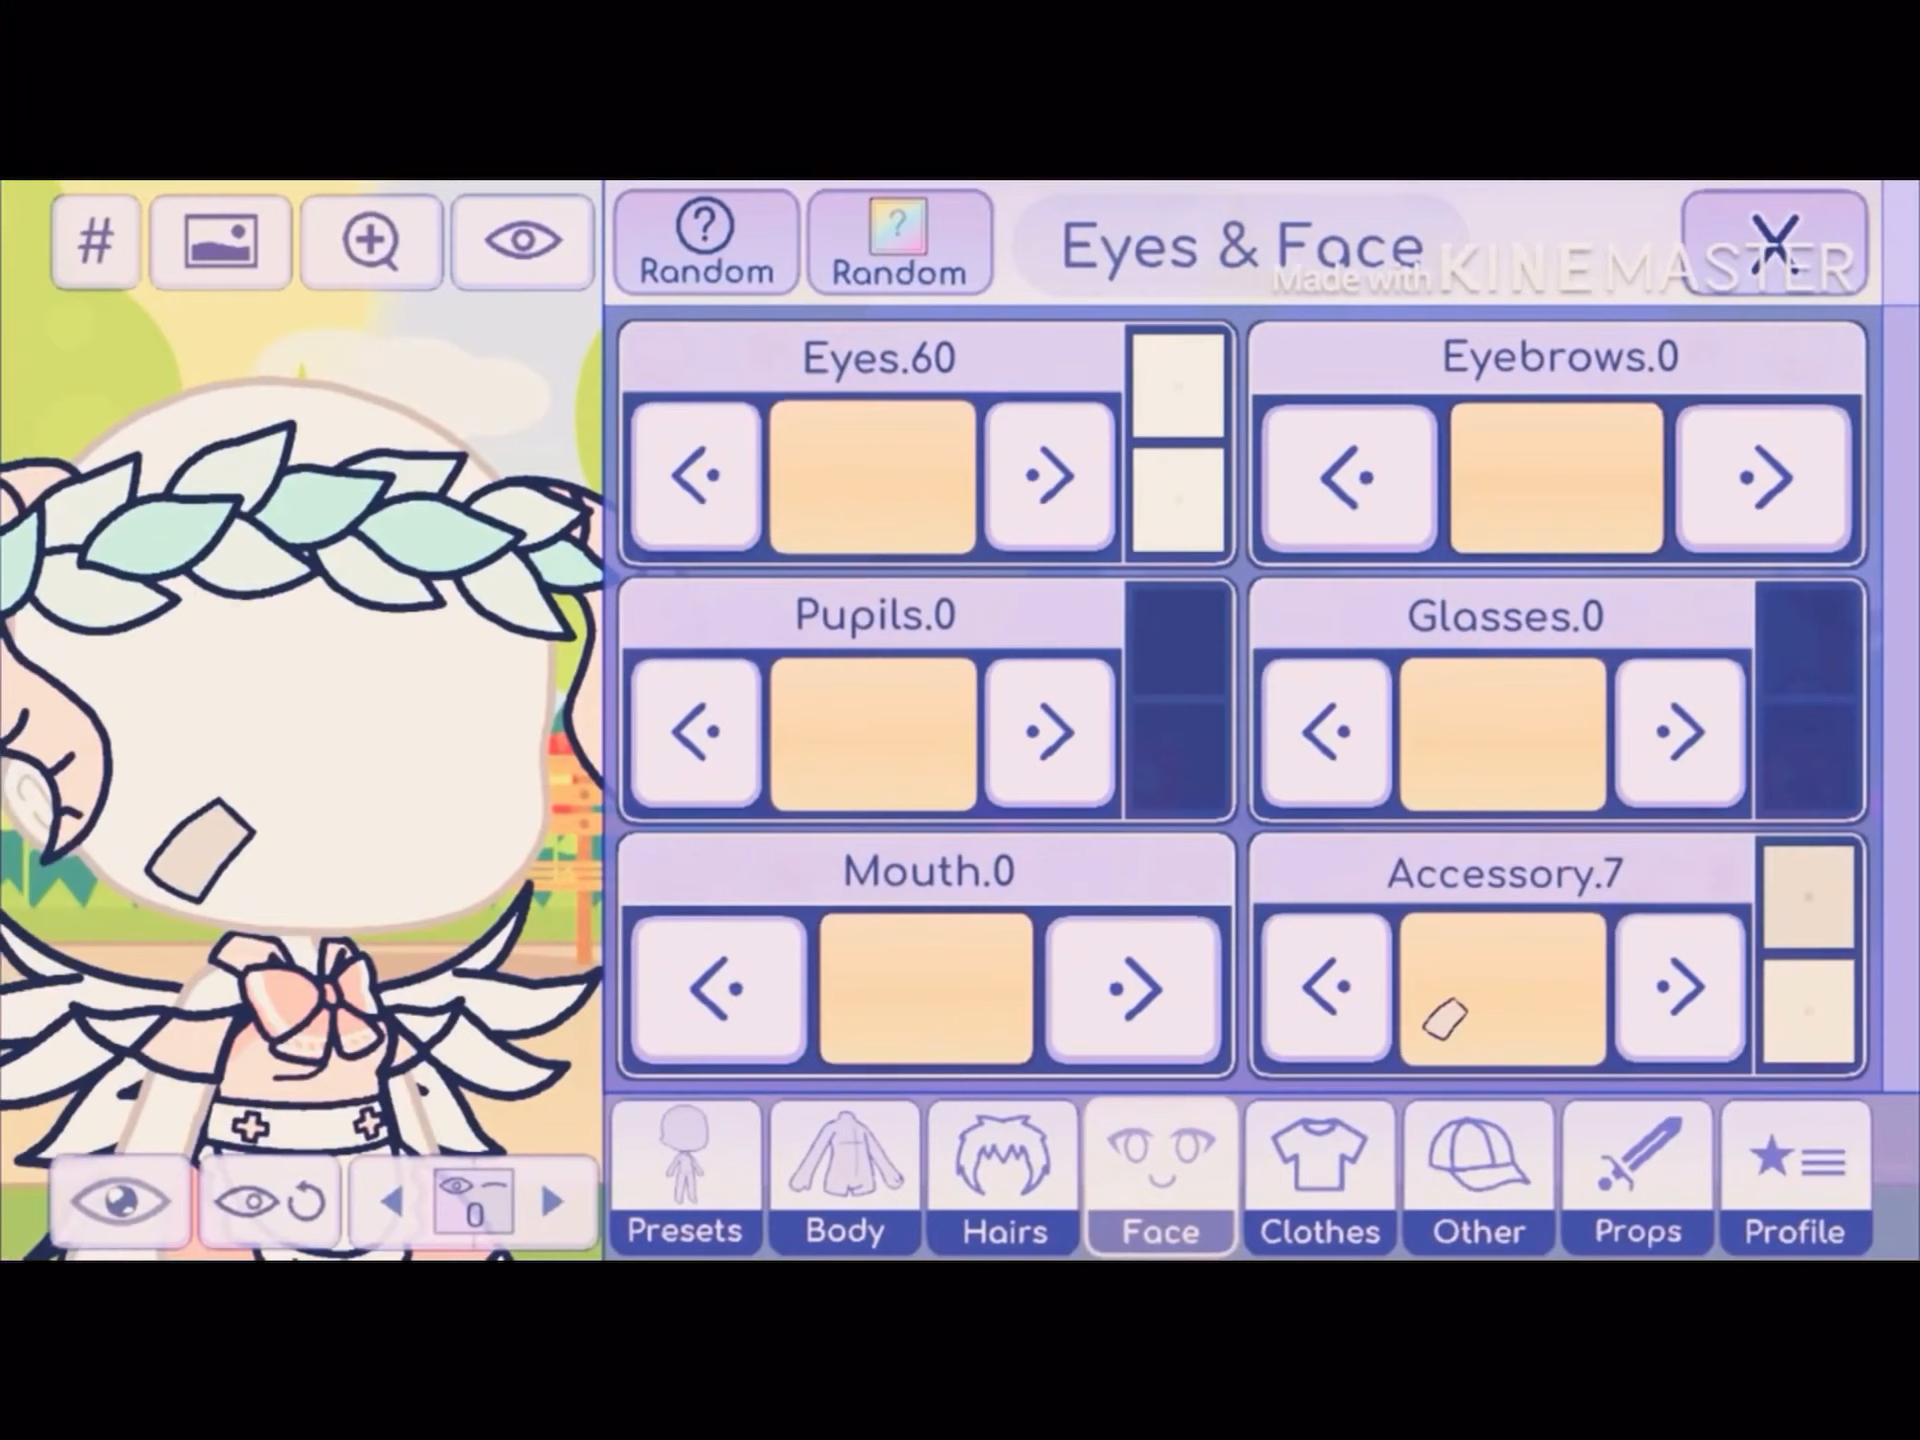 #
?
Random
?
Random
Eyes & Face
X
Made with KINEMASTER
Eyes.60
Eyebrows.0
Pupils.0
Glasses.0
Mouth.0
Accessory.7
0
Presets
Body
Hairs
Face
Clothes
Other
Props
Profile